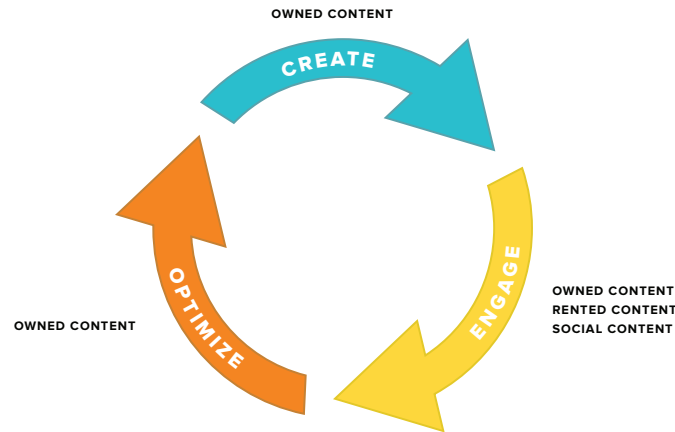 OWNED CONTENT
CREATE
ENGAGE
OWNED CONTENT
RENTED CONTENT
SOCIAL CONTENT
OPTIMIZE
OWNED CONTENT